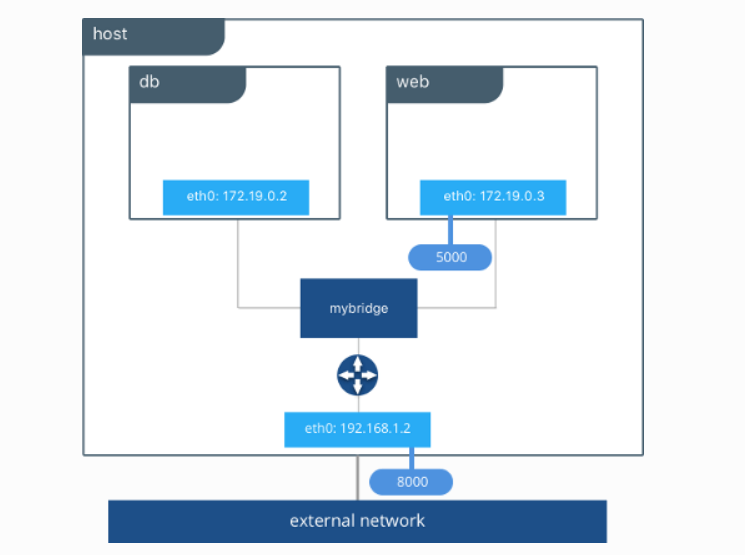 host
db
web
eth0: 172.19.0.2
eth0: 172.19.0.3
5000
mybridge
eth0: 192.168.1.2
8000
external network